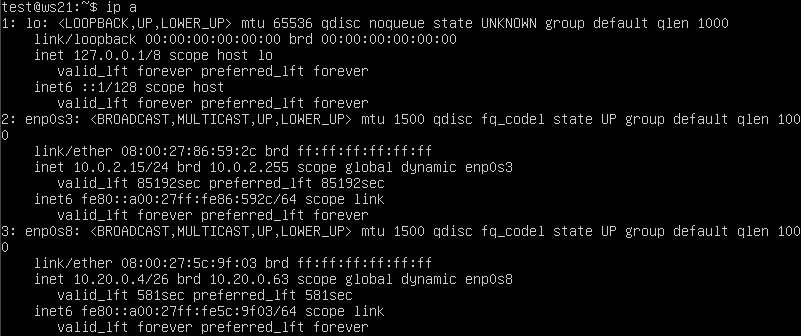 test@ws21:~$ ip a
1: lo: <LOOPBACK,UP,LOWER_UP> mtu 65536 qdisc noqueue state UNKNOWN group default qlen 1000
    link/loopback 00:00:00:00:00:00 brd 00:00:00:00:00:00
    inet 127.0.0.1/8 scope host lo
       valid_lft forever preferred_lft forever
    inet6 ::1/128 scope host
       valid_lft forever preferred_lft forever
2: enp0s3: <BROADCAST,MULTICAST,UP,LOWER_UP> mtu 1500 qdisc fq_codel state UP group default qlen 100
0
    link/ether 08:00:27:86:59:2c brd ff:ff:ff:ff:ff:ff
    inet 10.0.2.15/24 brd 10.0.2.255 scope global dynamic enp0s3
       valid_lft 85192sec preferred_lft 85192sec
    inet6 fe80::a00:27ff:fe86:592c/64 scope link
       valid_lft forever preferred_lft forever
3: enp0s8: <BROADCAST,MULTICAST,UP,LOWER_UP> mtu 1500 qdisc fq_codel state UP group default qlen 100
0
    link/ether 08:00:27:5c:9f:03 brd ff:ff:ff:ff:ff:ff
    inet 10.20.0.4/26 brd 10.20.0.63 scope global dynamic enp0s8
       valid_lft 581sec preferred_lft 581sec
    inet6 fe80::a00:27ff:fe5c:9f03/64 scope link
       valid_lft forever preferred_lft forever